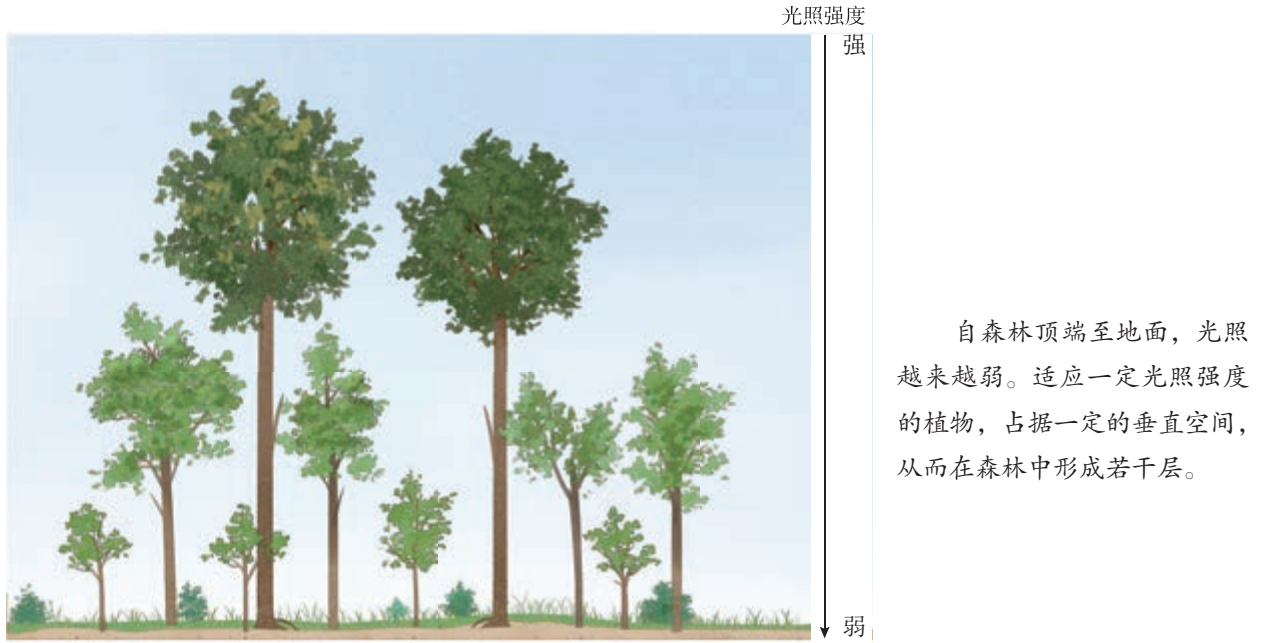 光照强度
强
自森林顶端至地面，光照
越来越弱。适应一定光照强度
的植物，占据一定的垂直空间，
从而在森林中形成若干层。
弱